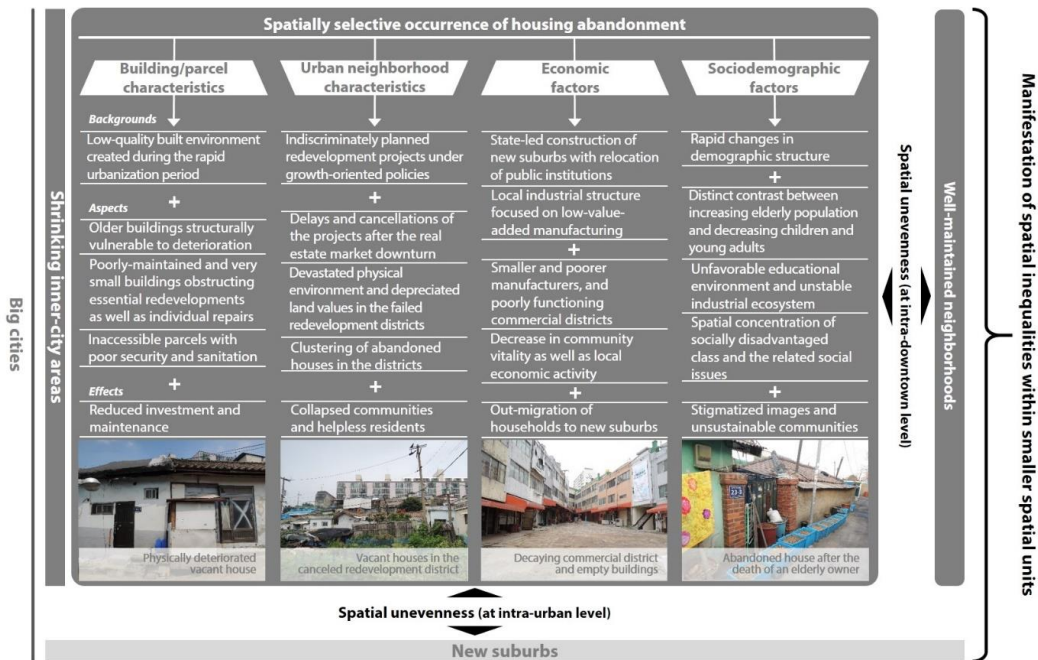 Spatially selective occurrence of housing abandonment
Building/parcel
characteristics
Backgrounds
Low-quality built environment
created during the rapid
urbanization period
+
Aspects
Older buildings structurally
vulnerable to deterioration
Poorly-maintained and very
small buildings obstructing
essential redevelopments
as well as individual repairs
Inaccessible parcels with
poor security and sanitation
Effects
+
Reduced investment and
maintenance
Physically deteriorated
vacant house
Urban neighborhood
characteristics
Indiscriminately planned
redevelopment projects under
growth-oriented policies
+
Delays and cancellations of
the projects after the real
estate market downturn
Devastated physical
environment and depreciated
land values in the failed
redevelopment districts
Clustering of abandoned
houses in the districts
+
Collapsed communities
and helpless residents
Vacant houses in the
canceled redevelopment district
Economic
factors
State-led construction of
new suburbs with relocation
of public institutions
Local industrial structure
focused on low-value-
added manufacturing
+
Smaller and poorer
manufacturers, and
poorly functioning
commercial districts
Decrease in community
vitality as well as local
economic activity
+
Out-migration of
households to new suburbs
Decaying commercial district
and empty buildings
Sociodemographic
factors
Rapid changes in
demographic structure
+
Distinct contrast between
increasing elderly population
and decreasing children and
young adults
Unfavorable educational
environment and unstable
industrial ecosystem
Spatial concentration of
socially disadvantaged
class and the related social
issues
+
Stigmatized images and
unsustainable communities
Abandoned house after the
death of an elderly owner
Big cities
Shrinking inner-city areas
Spatial unevenness (at intra-downtown level)
Well-maintained neighborhoods
Manifestation of spatial inequalities within smaller spatial units
Spatial unevenness (at intra-urban level)
New suburbs